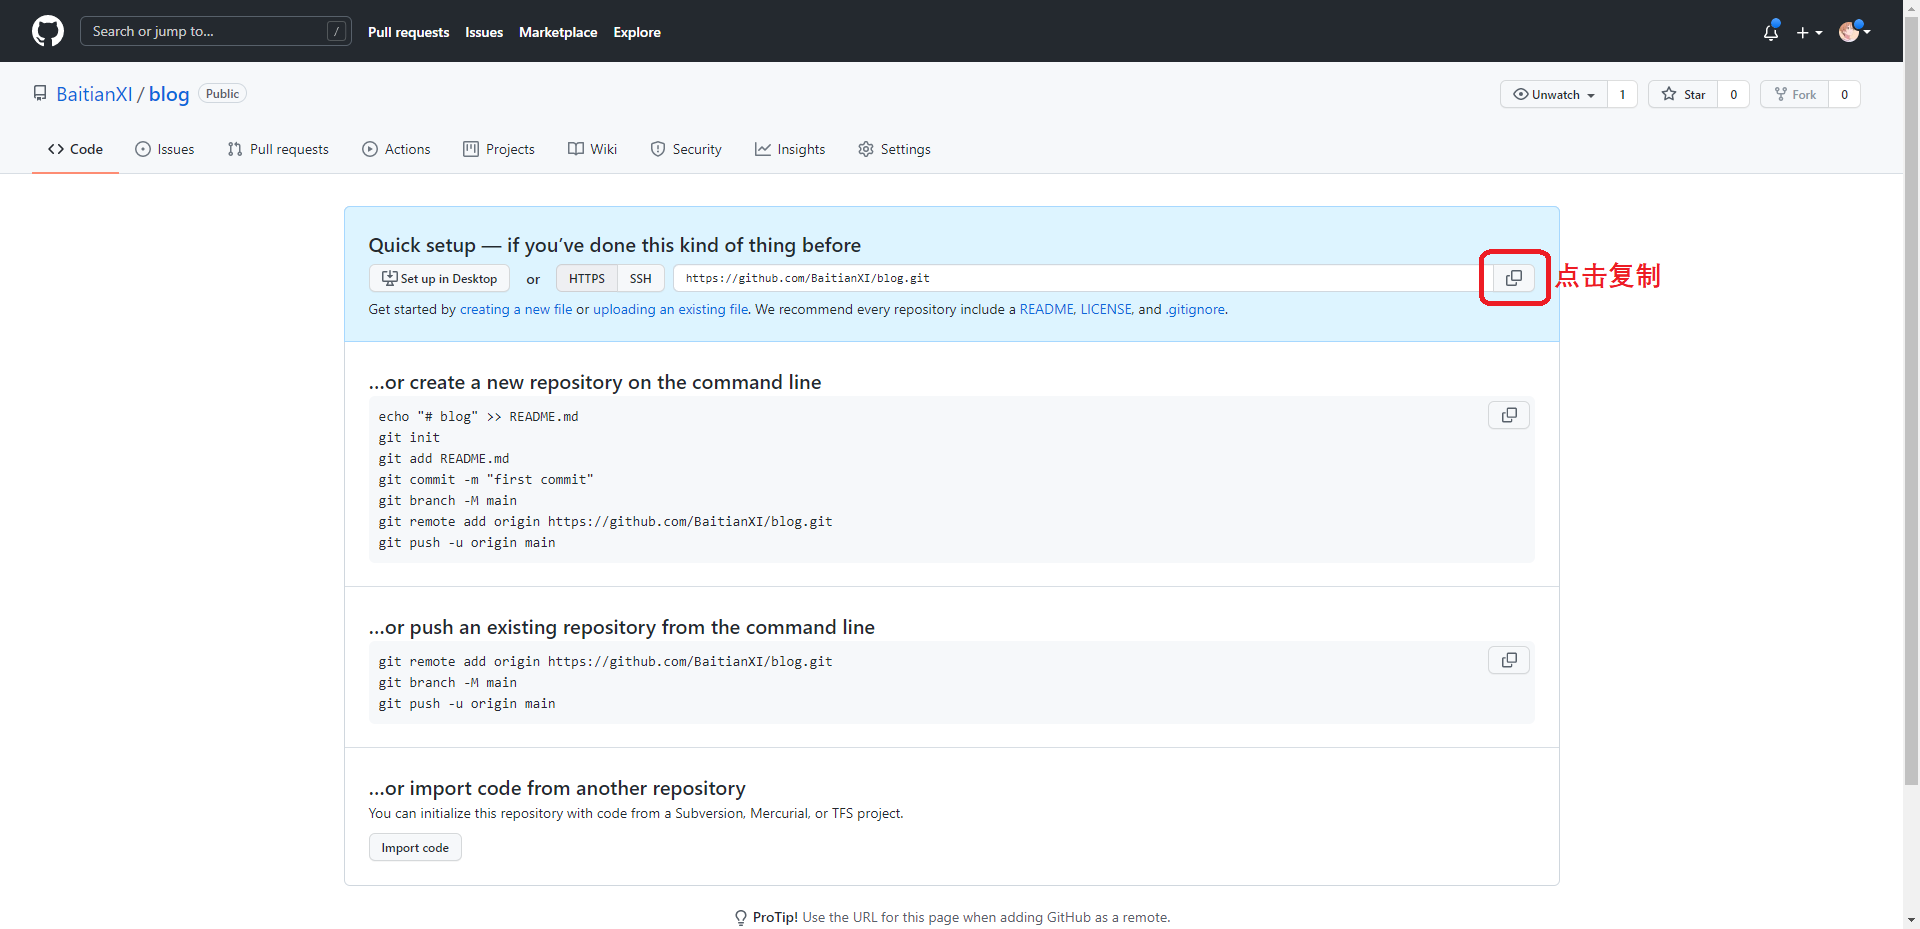 Search or jump to... /
Pull requests Issues Marketplace Explore
BaitianXI / blog Public
Unwatch 1 Star 0 Fork 0
Code Issues Pull requests Actions Projects Wiki Security Insights Settings
Quick setup — if you’ve done this kind of thing before
Set up in Desktop or HTTPS SSH https://github.com/BaitianXI/blog.git
点击复制
Get started by creating a new file or uploading an existing file. We recommend every repository include a README, LICENSE, and .gitignore.
…or create a new repository on the command line
echo "# blog" >> README.md
git init
git add README.md
git commit -m "first commit"
git branch -M main
git remote add origin https://github.com/BaitianXI/blog.git
git push -u origin main
…or push an existing repository from the command line
git remote add origin https://github.com/BaitianXI/blog.git
git branch -M main
git push -u origin main
…or import code from another repository
You can initialize this repository with code from a Subversion, Mercurial, or TFS project.
Import code
ProTip! Use the URL for this page when adding GitHub as a remote.